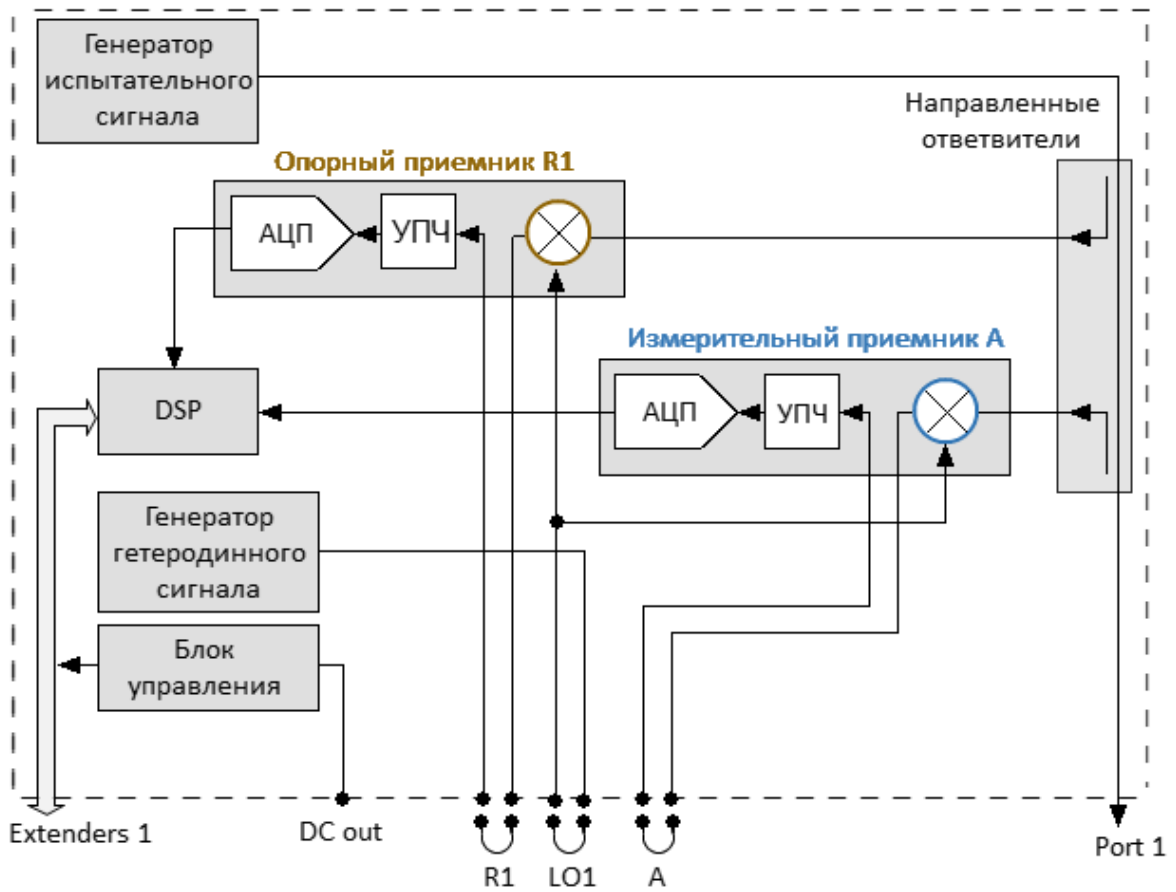 Генератор
испытательного
сигнала
Направленные
ответвители
Опорный приемник R1
АЦП
УПЧ
Измерительный приемник A
DSP
АЦП
УПЧ
Генератор
гетеродинного
сигнала
Блок
управления
Extenders 1
DC out
R1
LO1
A
Port 1